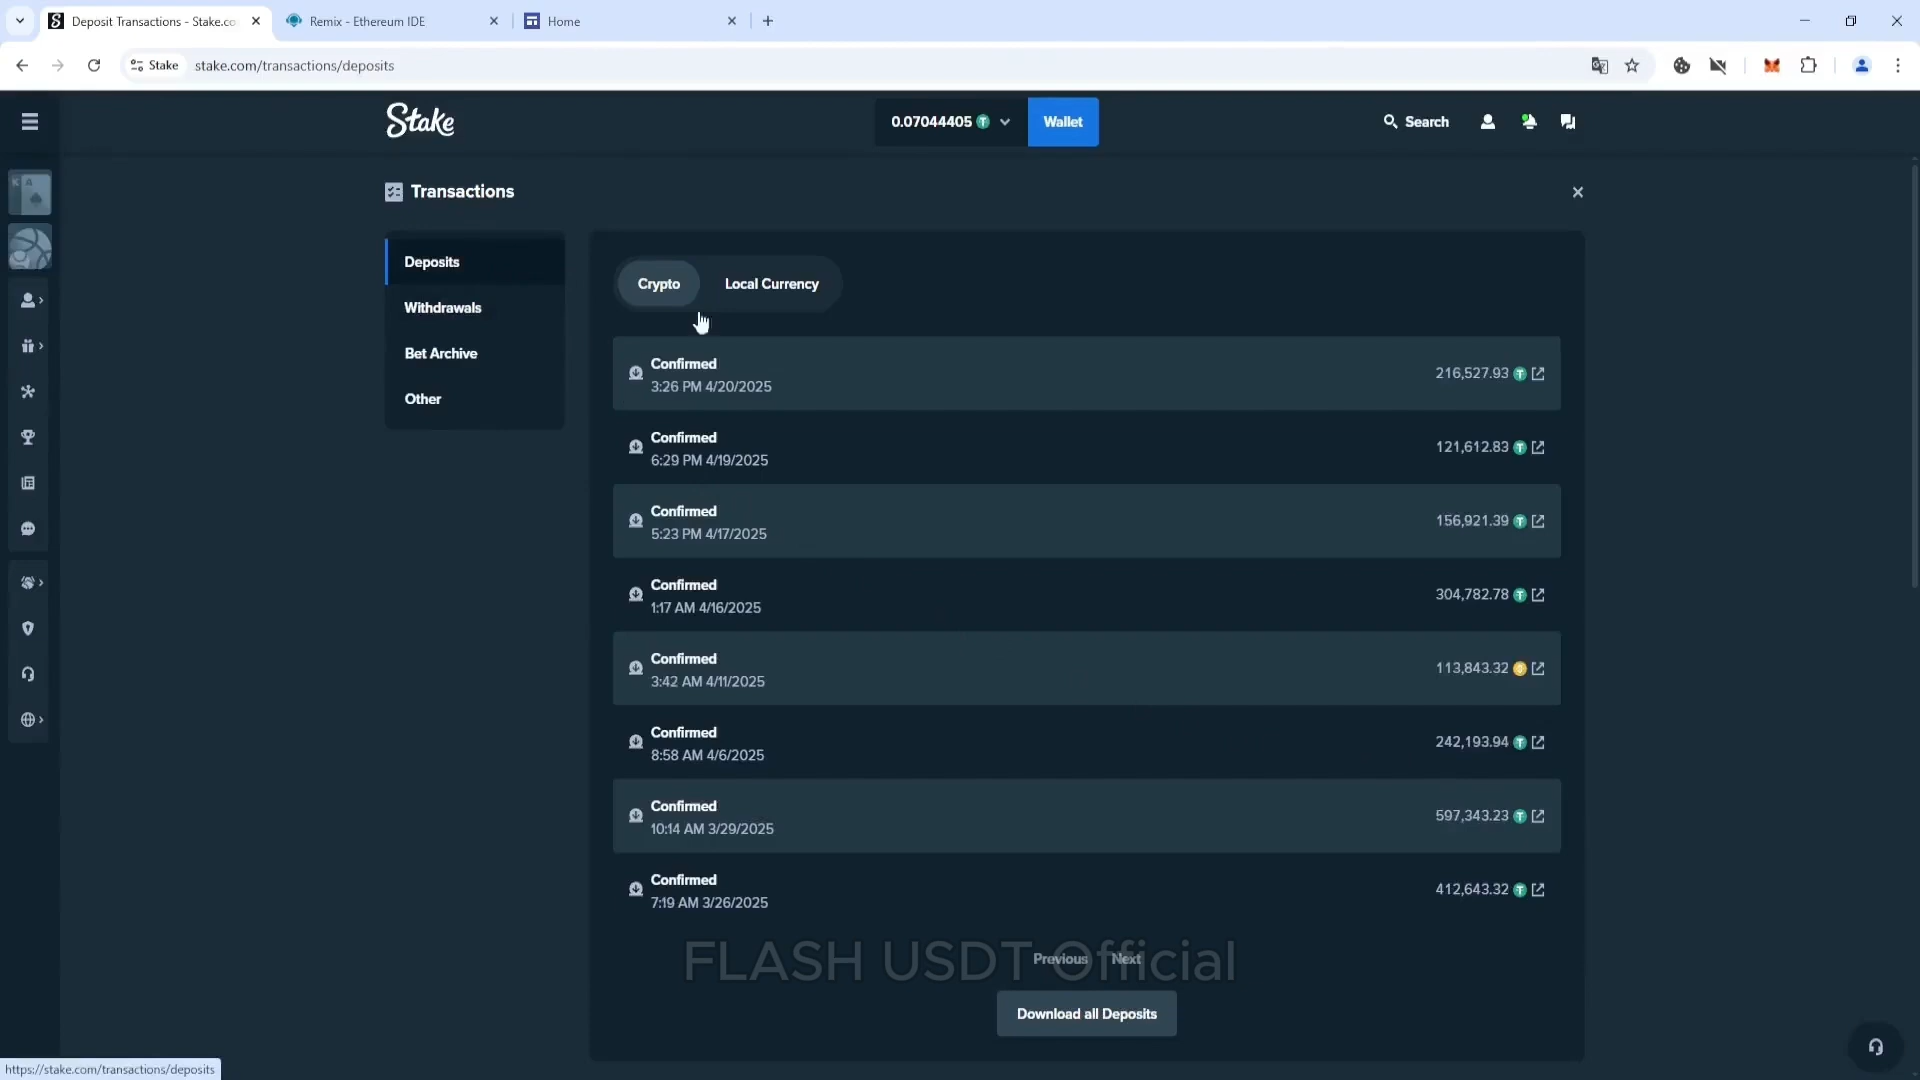 Deposit Transactions - Stake.co
Remix - Ethereum IDE
Home
Stake
stake.com/transactions/deposits
Stake
0.07044405
Wallet
Search
Transactions
Deposits
Withdrawals
Bet Archive
Other
Crypto
Local Currency
Confirmed
3:26 PM 4/20/2025
216,527.93
Confirmed
6:29 PM 4/19/2025
121,612.83
Confirmed
5:23 PM 4/17/2025
156,921.39
Confirmed
1:17 AM 4/16/2025
304,782.78
Confirmed
3:42 AM 4/11/2025
113,843.32
Confirmed
8:58 AM 4/6/2025
242,193.94
Confirmed
10:14 AM 3/29/2025
597,343.23
Confirmed
7:19 AM 3/26/2025
412,643.32
FLASH USDT Official
Previous
Next
Download all Deposits
https://stake.com/transactions/deposits